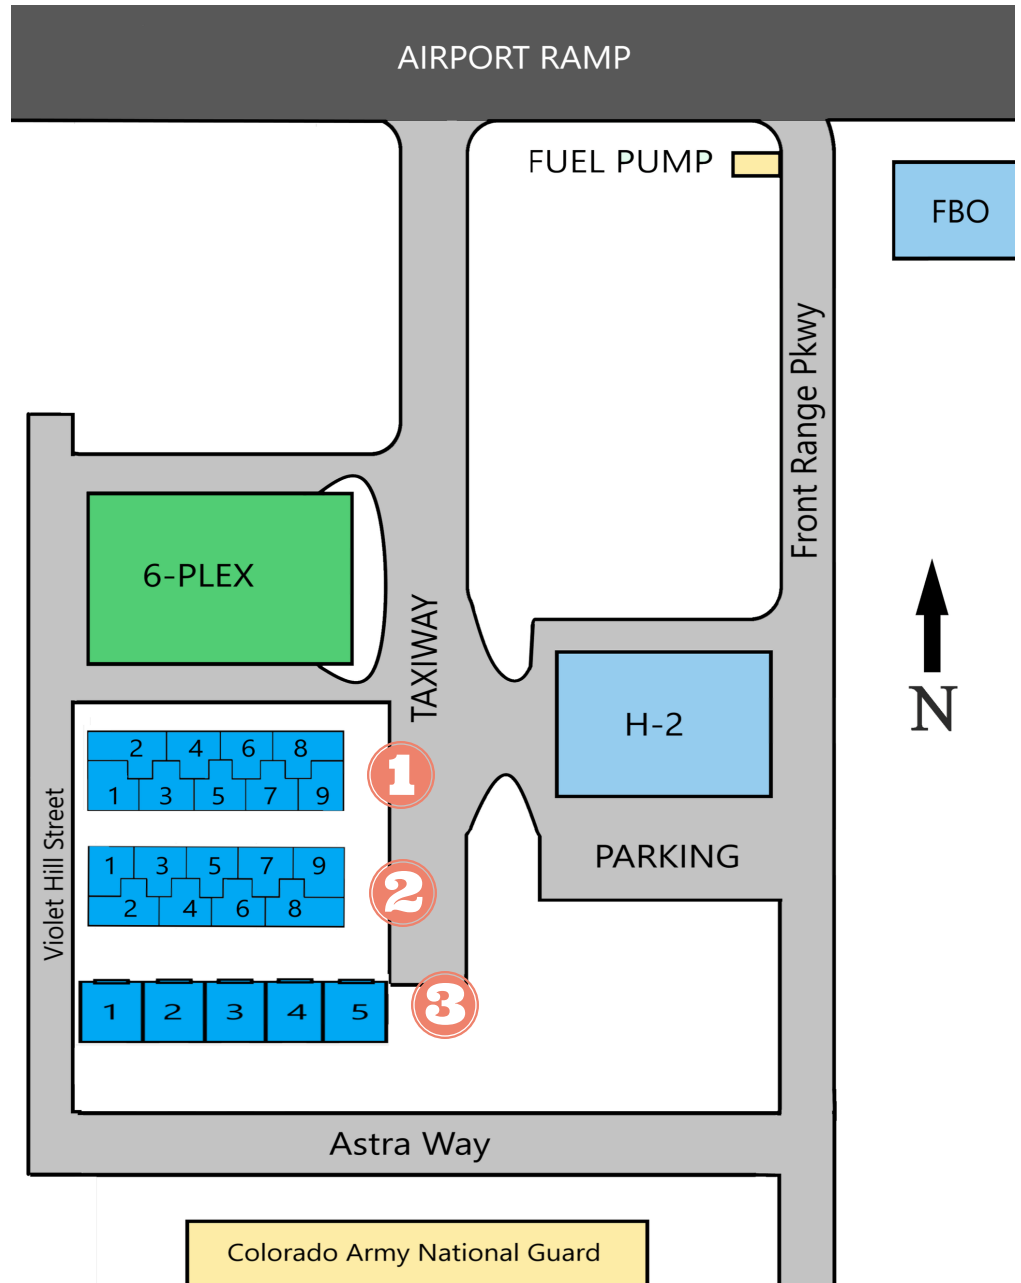 AIRPORT RAMP
FUEL PUMP
FBO
Front Range Pkwy
6-PLEX
TAXIWAY
H-2
N
2 4 6 8
1 3 5 7 9
1
Violet Hill Street
PARKING
1 3 5 7 9
2 4 6 8
2
1 2 3 4 5
3
Astra Way
Colorado Army National Guard